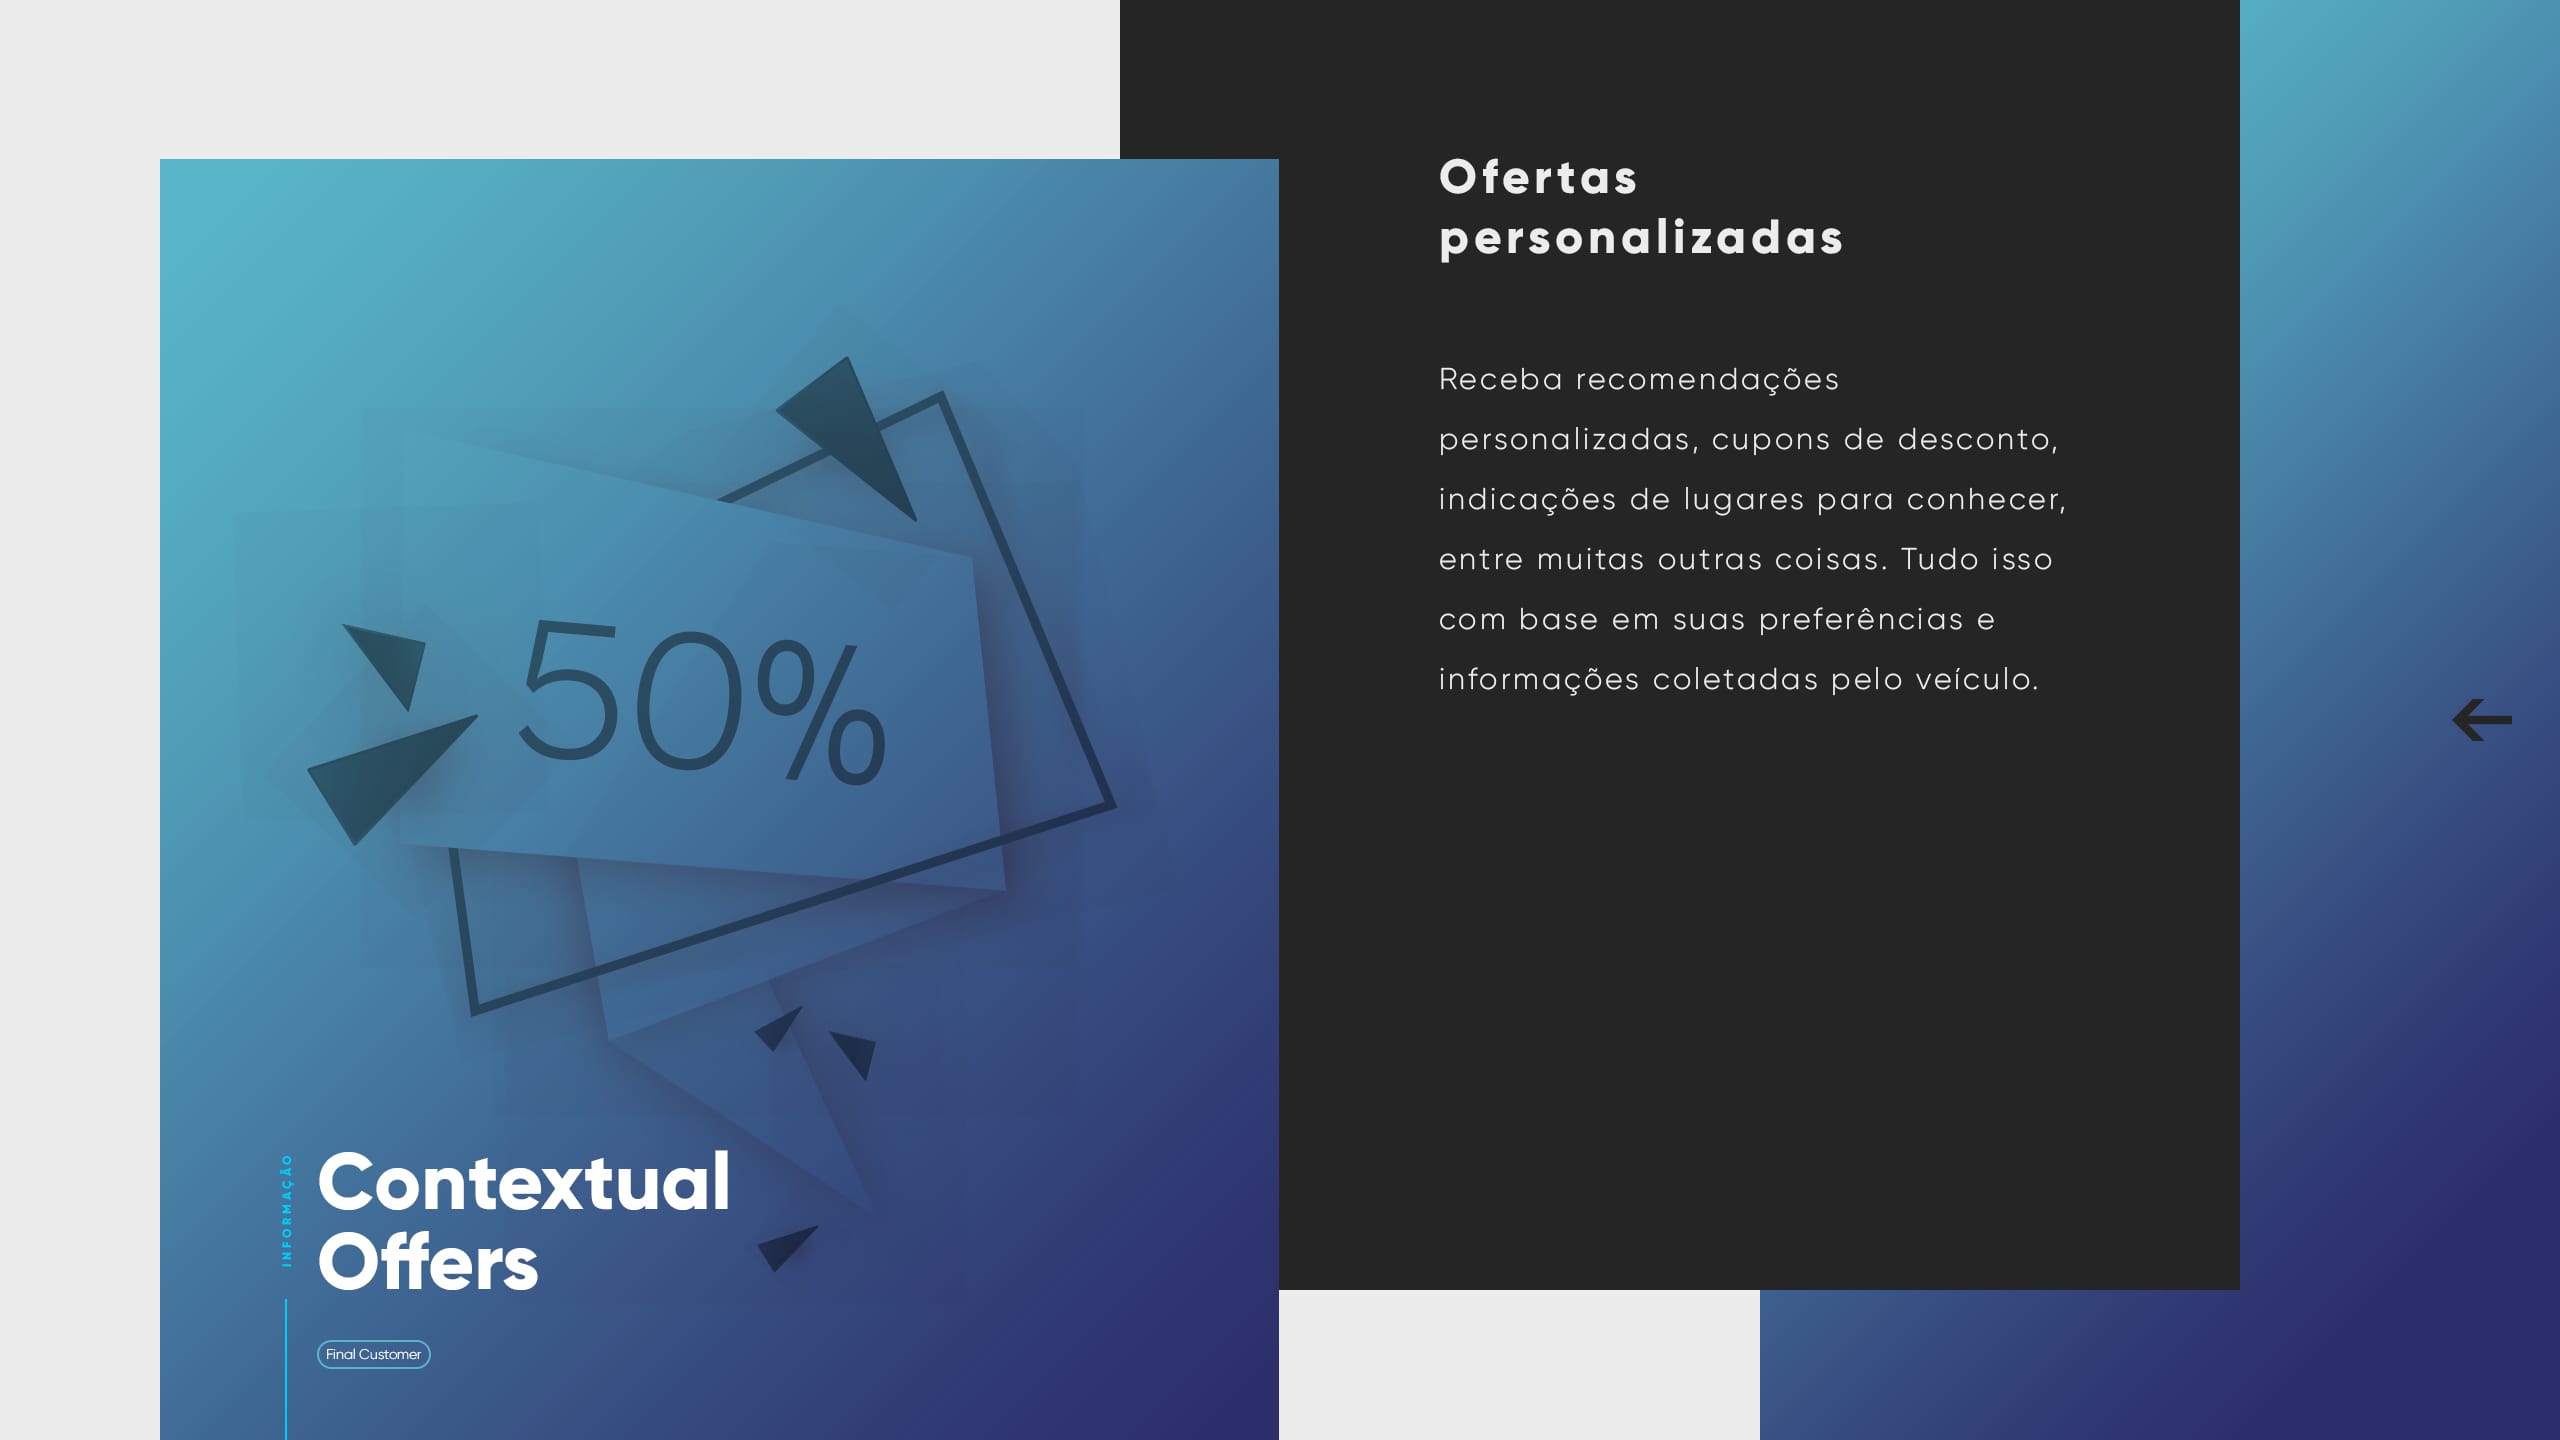 50%
INFORMAÇÃO
Contextual
Offers
Final Customer
Ofertas
personalizadas
Receba recomendações
personalizadas, cupons de desconto,
indicações de lugares para conhecer,
entre muitas outras coisas. Tudo isso
com base em suas preferências e
informações coletadas pelo veículo.